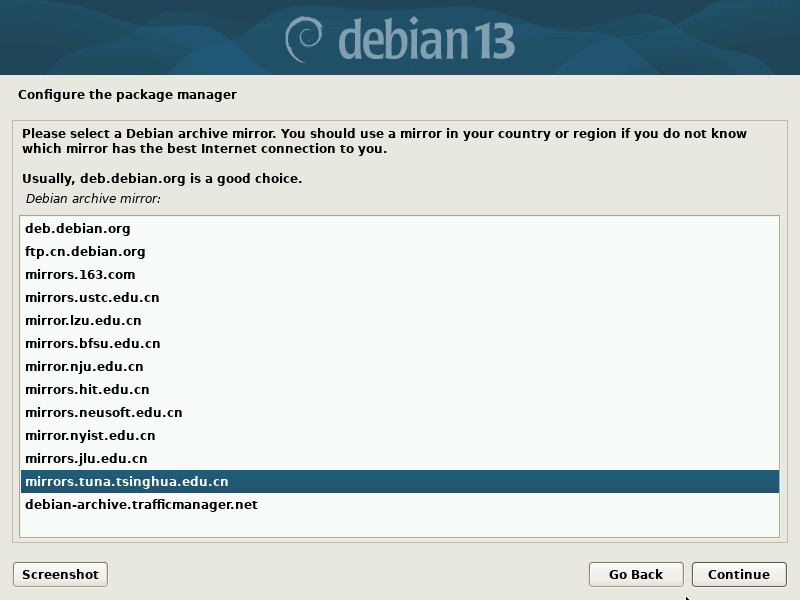 debian 13
Configure the package manager
Please select a Debian archive mirror. You should use a mirror in your country or region if you do not know
which mirror has the best Internet connection to you.
Usually, deb.debian.org is a good choice.
Debian archive mirror:
deb.debian.org
ftp.cn.debian.org
mirrors.163.com
mirrors.ustc.edu.cn
mirror.lzu.edu.cn
mirrors.bfsu.edu.cn
mirror.nju.edu.cn
mirrors.hit.edu.cn
mirrors.neusoft.edu.cn
mirror.nyist.edu.cn
mirrors.jlu.edu.cn
mirrors.tuna.tsinghua.edu.cn
debian-archive.trafficmanager.net
Screenshot Go Back Continue